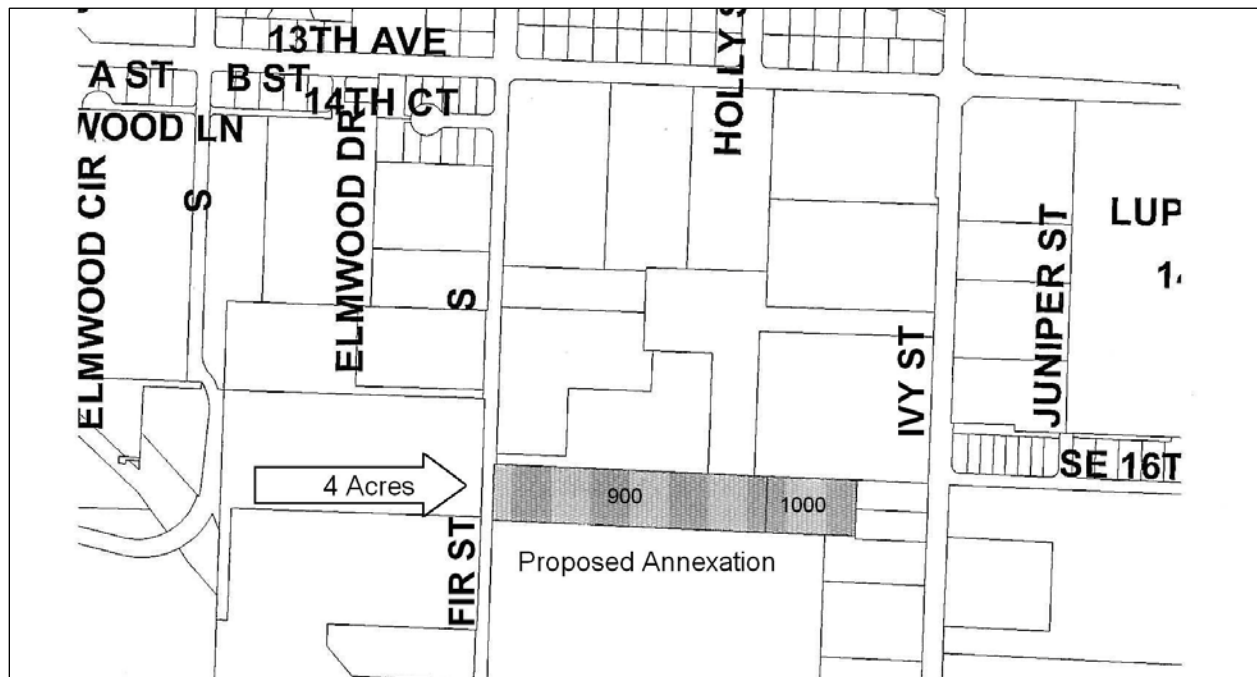 13TH AVE
HOLLY S
A ST
B ST
14TH CT
WOOD LN
ELMWOOD CIR
S
ELMWOOD DR
S
LUP
JUNIPER ST
IVY ST
SE 16T
4 Acres
900
1000
FIR ST
Proposed Annexation